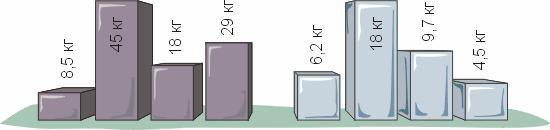 8,5 кг
45 кг
18 кг
29 кг
6,2 кг
18 кг
9,7 кг
4,5 кг